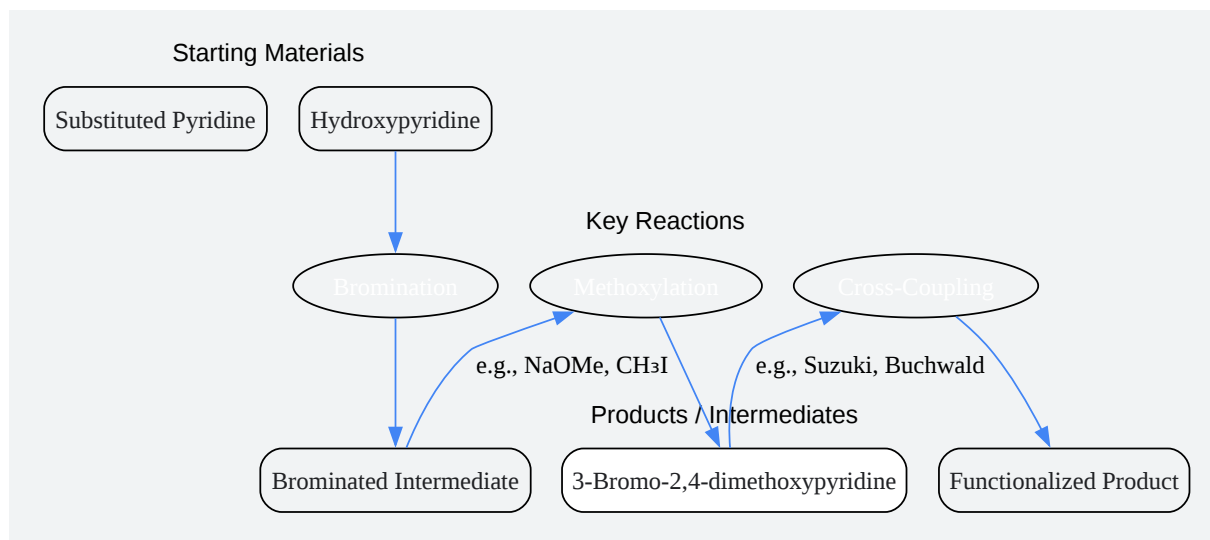 Starting Materials
Substituted Pyridine
Hydroxypyridine
Key Reactions
Bromination
Methoxylation
Cross-Coupling
e.g., NaOMe, CH₃I
e.g., Suzuki, Buchwald
Products / Intermediates
Brominated Intermediate
3-Bromo-2,4-dimethoxypyridine
Functionalized Product